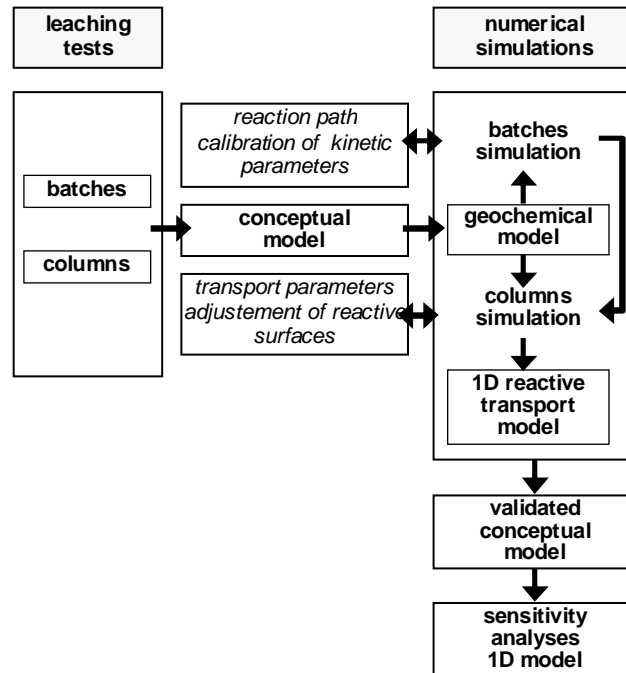 leaching
tests
numerical
simulations
reaction path
calibration of kinetic
parameters
batches
simulation
batches
conceptual
model
geochemical
model
columns
transport parameters
adjustement of reactive
surfaces
columns
simulation
1D reactive
transport
model
validated
conceptual
model
sensitivity
analyses
1D model